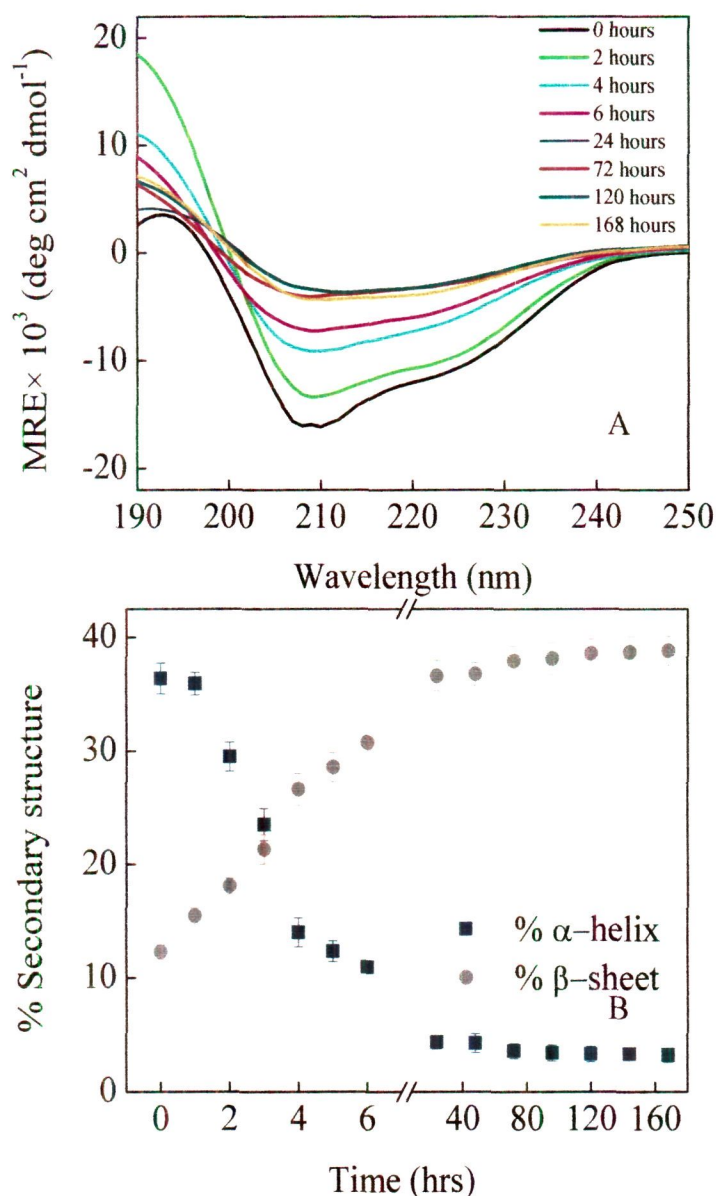 20
10
0
-10
-20
MRE× 10³ (deg cm² dmol⁻¹)
0 hours
2 hours
4 hours
6 hours
24 hours
72 hours
120 hours
168 hours
A
190 200 210 220 230 240 250
Wavelength (nm)
40
30
20
10
0
% Secondary structure
% α–helix
% β–sheet
B
0 2 4 6 40 80 120 160
Time (hrs)